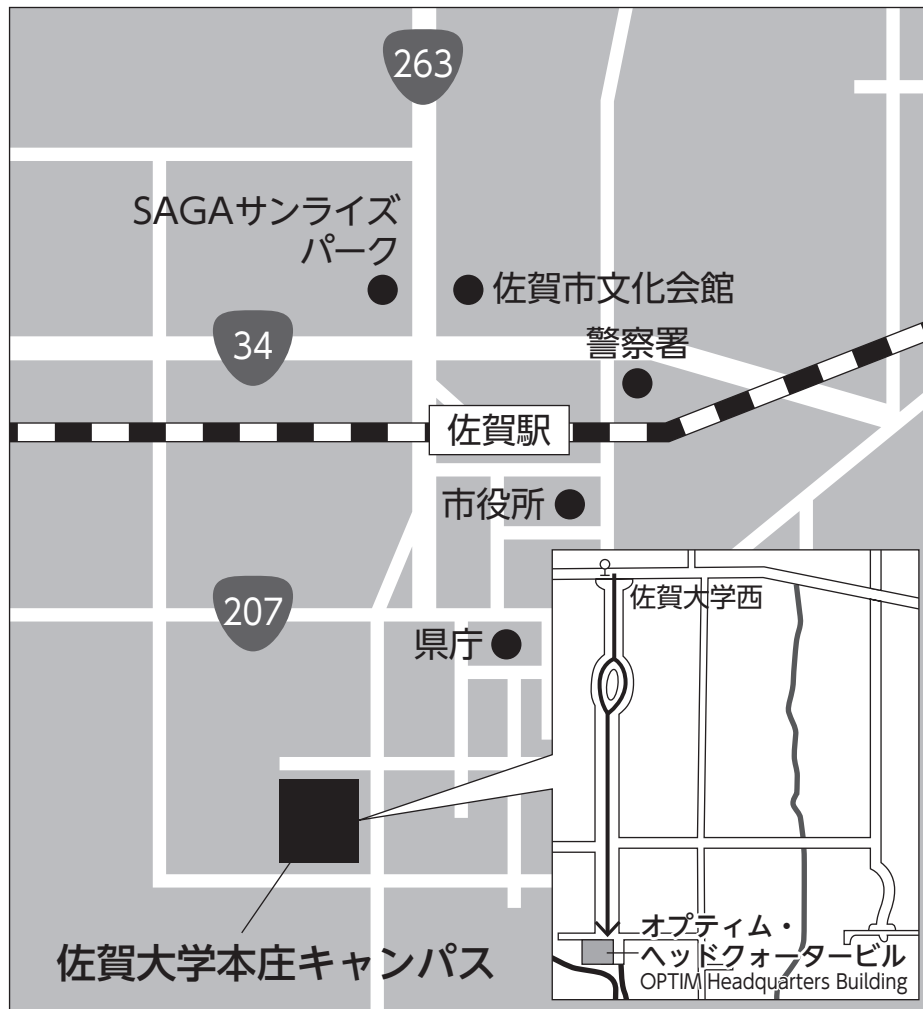 263
SAGAサンライズ
パーク
佐賀市文化会館
34
警察署
佐賀駅
市役所
207
県庁
佐賀大学西
オプティム・
ヘッドクォータービル
OPTIM Headquarters Building
佐賀大学本庄キャンパス